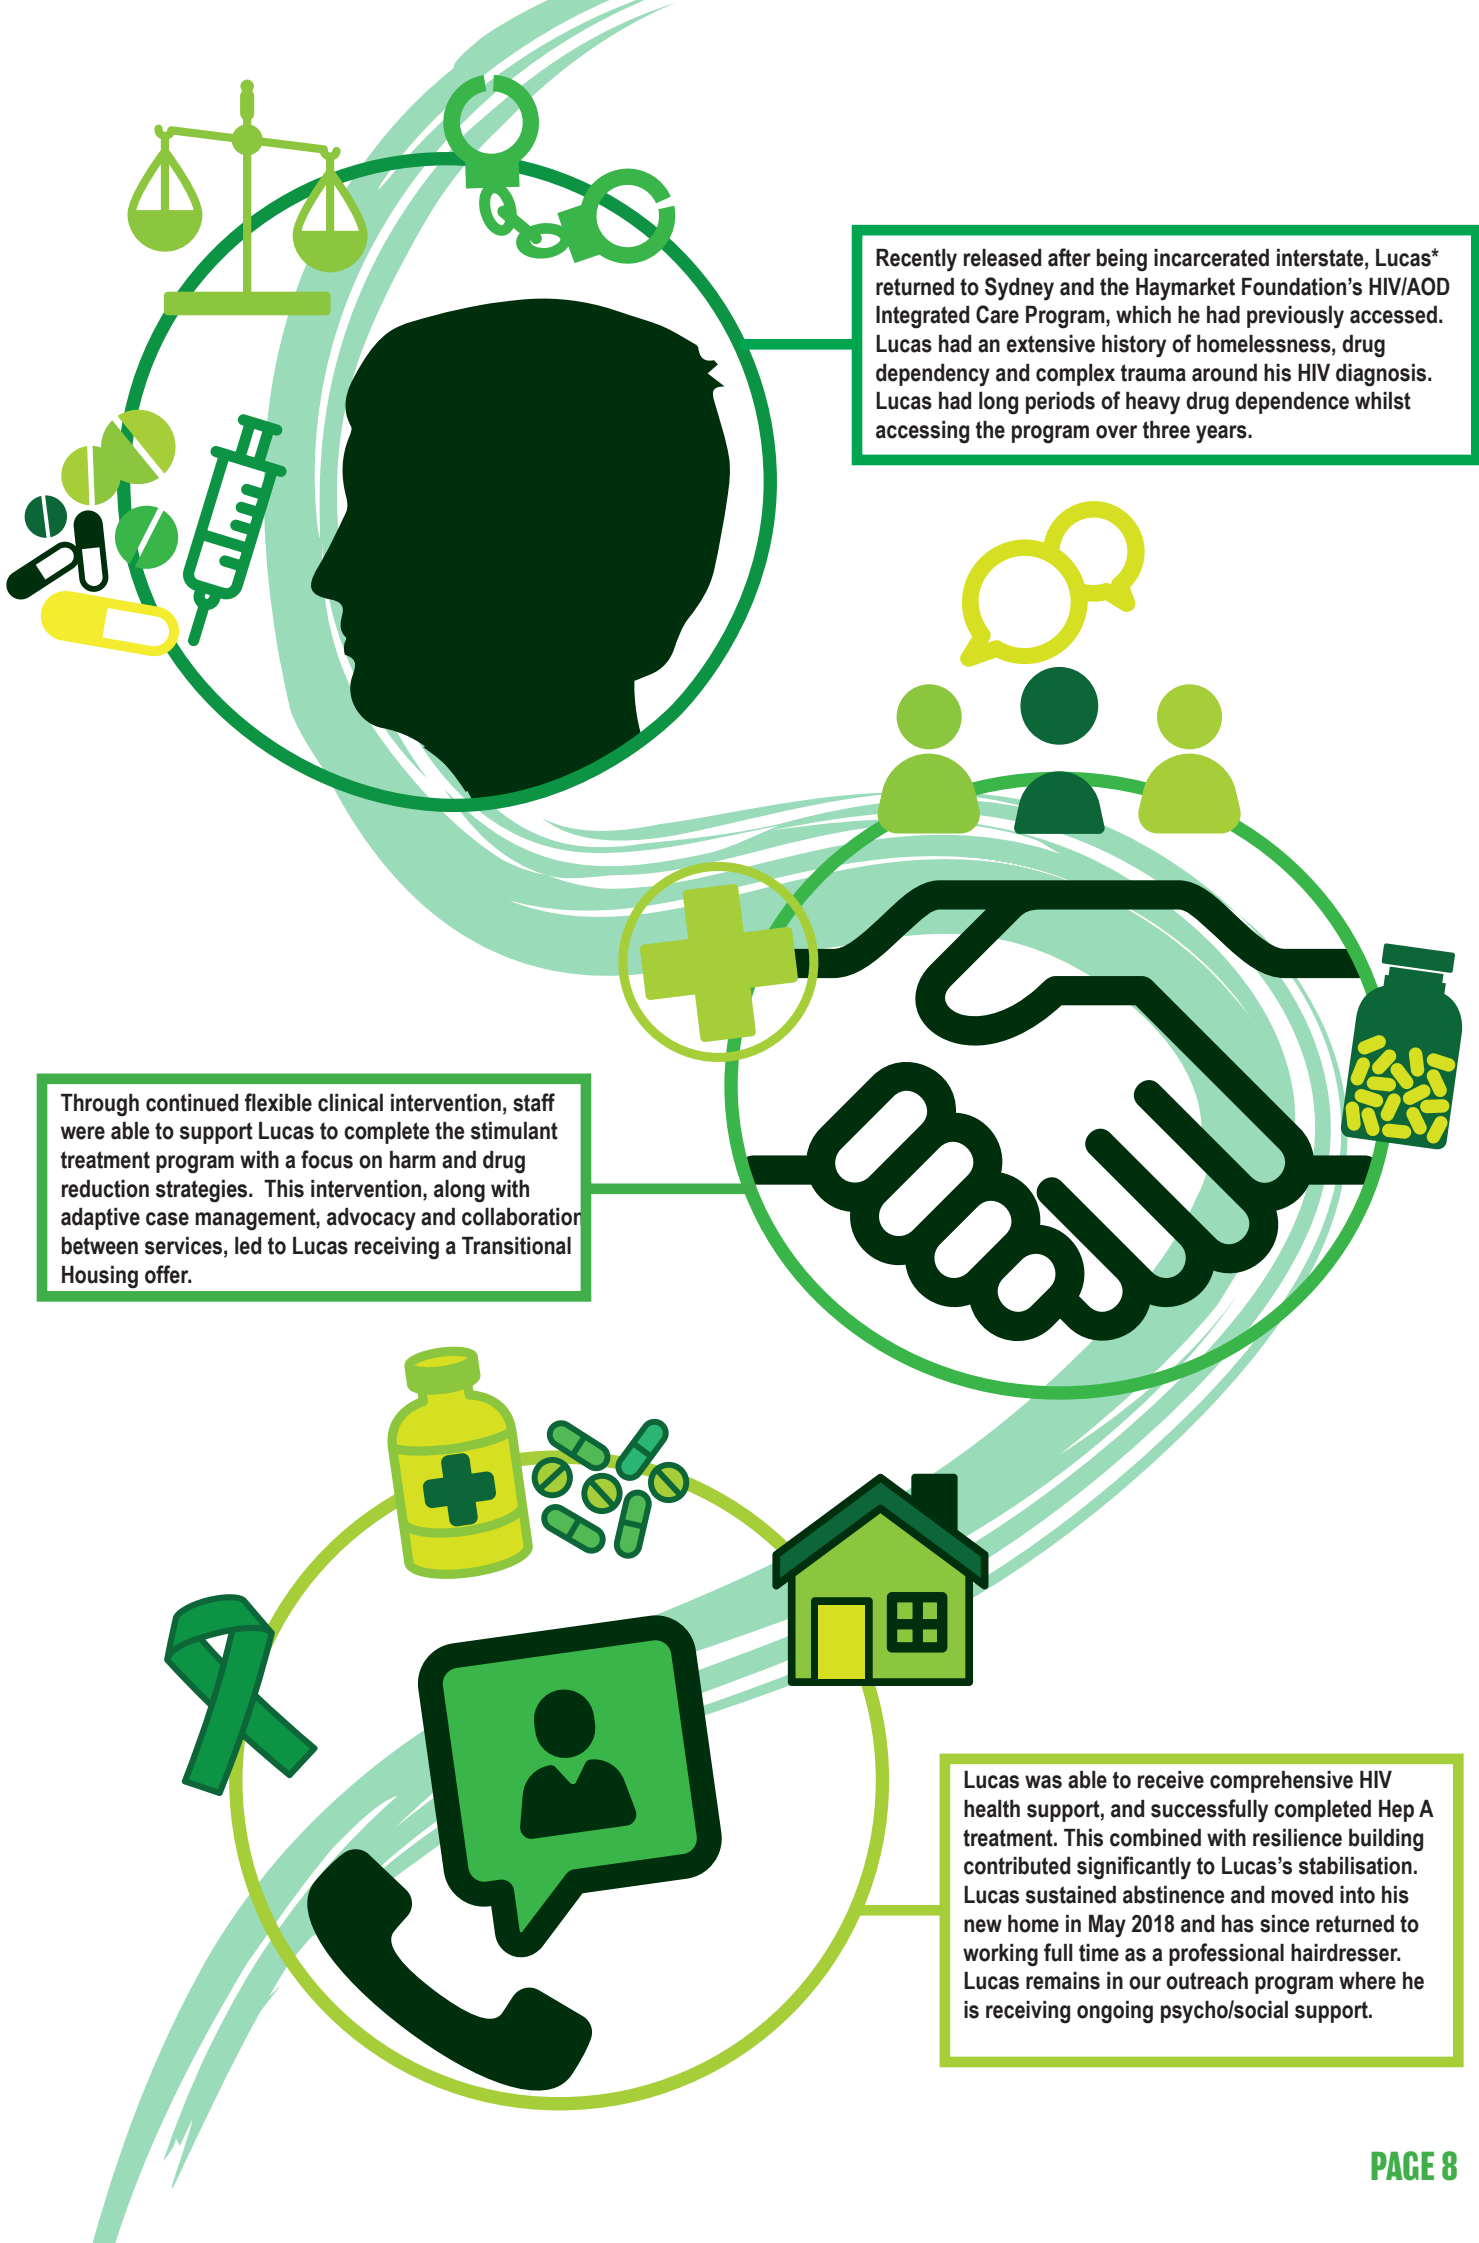 Recently released after being incarcerated interstate, Lucas*
returned to Sydney and the Haymarket Foundation’s HIV/AOD
Integrated Care Program, which he had previously accessed.
Lucas had an extensive history of homelessness, drug
dependency and complex trauma around his HIV diagnosis.
Lucas had long periods of heavy drug dependence whilst
accessing the program over three years.
Through continued flexible clinical intervention, staff
were able to support Lucas to complete the stimulant
treatment program with a focus on harm and drug
reduction strategies.  This intervention, along with
adaptive case management, advocacy and collaboration
between services, led to Lucas receiving a Transitional
Housing offer.
Lucas was able to receive comprehensive HIV
health support, and successfully completed Hep A
treatment. This combined with resilience building
contributed significantly to Lucas’s stabilisation.
Lucas sustained abstinence and moved into his
new home in May 2018 and has since returned to
working full time as a professional hairdresser.
Lucas remains in our outreach program where he
is receiving ongoing psycho/social support.
PAGE 8